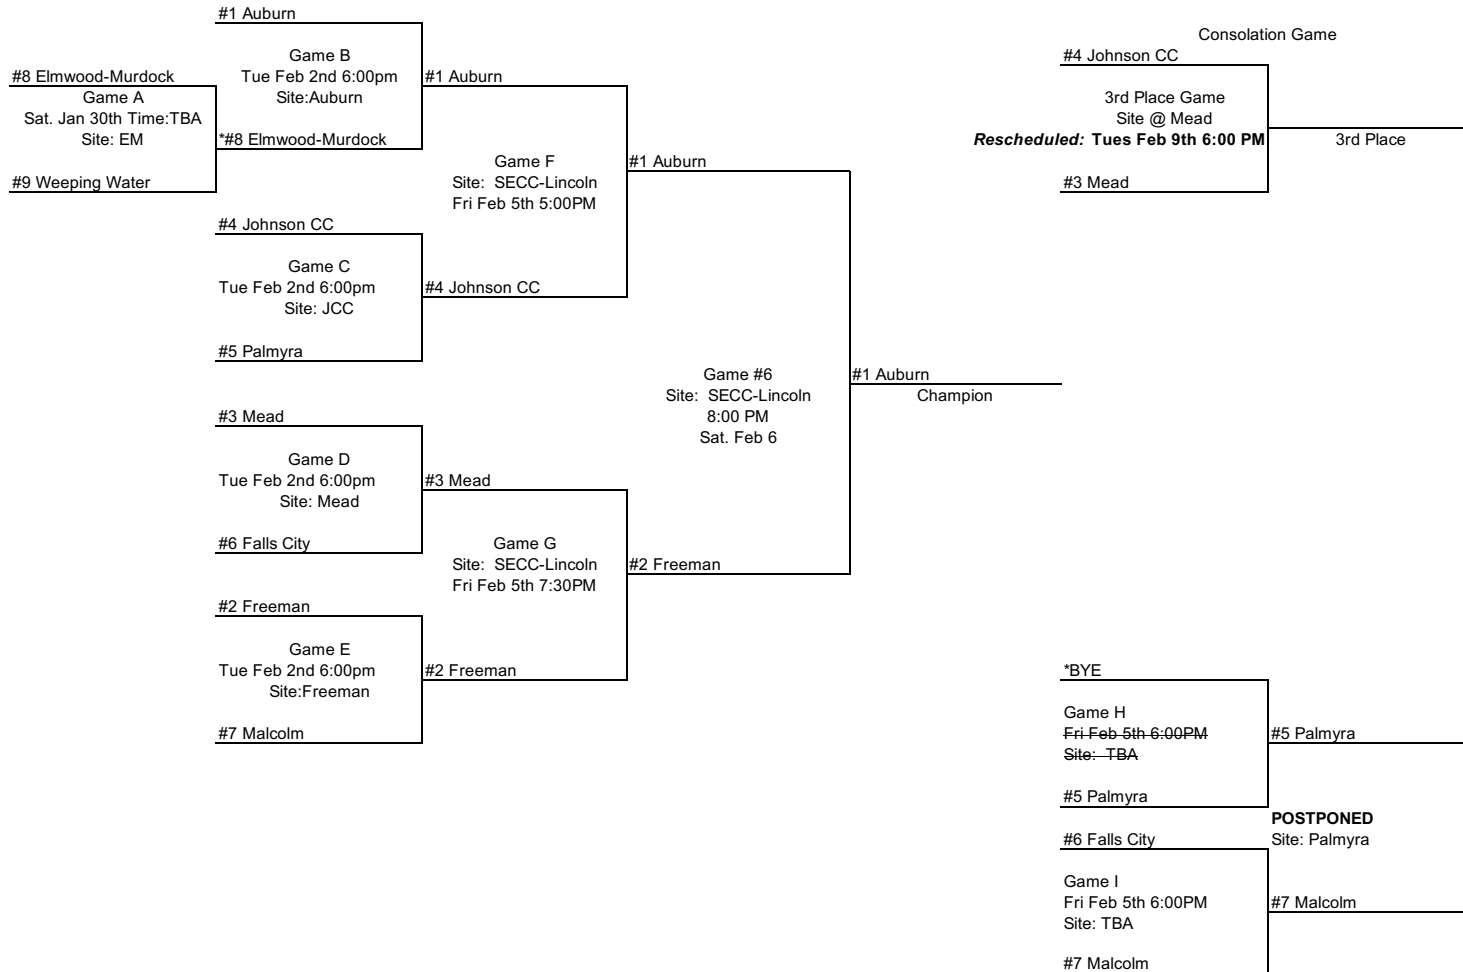 #1 Auburn
Game B
Tue Feb 2nd 6:00pm
Site:Auburn
#8 Elmwood-Murdock
Game A
Sat. Jan 30th Time:TBA
Site: EM
#9 Weeping Water
*#8 Elmwood-Murdock
#1 Auburn
Game F
Site: SECC-Lincoln
Fri Feb 5th 5:00PM
#4 Johnson CC
Game C
Tue Feb 2nd 6:00pm
Site: JCC
#5 Palmyra
#4 Johnson CC
#1 Auburn
Game #6
Site: SECC-Lincoln
8:00 PM
Sat. Feb 6
#1 Auburn
Champion
#3 Mead
Game D
Tue Feb 2nd 6:00pm
Site: Mead
#6 Falls City
#3 Mead
Game G
Site: SECC-Lincoln
Fri Feb 5th 7:30PM
#2 Freeman
#2 Freeman
Game E
Tue Feb 2nd 6:00pm
Site:Freeman
#7 Malcolm
#2 Freeman
Consolation Game
#4 Johnson CC
3rd Place Game
Site @ Mead
Rescheduled: Tues Feb 9th 6:00 PM
3rd Place
#3 Mead
*BYE
Game H
Fri Feb 5th 6:00PM
Site: TBA
#5 Palmyra
#5 Palmyra
POSTPONED
Site: Palmyra
#6 Falls City
Game I
Fri Feb 5th 6:00PM
Site: TBA
#7 Malcolm
#7 Malcolm